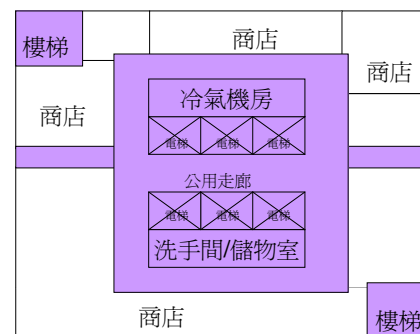 樓梯
商店
商店
商店
冷氣機房
電梯 電梯 電梯
公用走廊
電梯 電梯 電梯
洗手間/儲物室
商店
樓梯